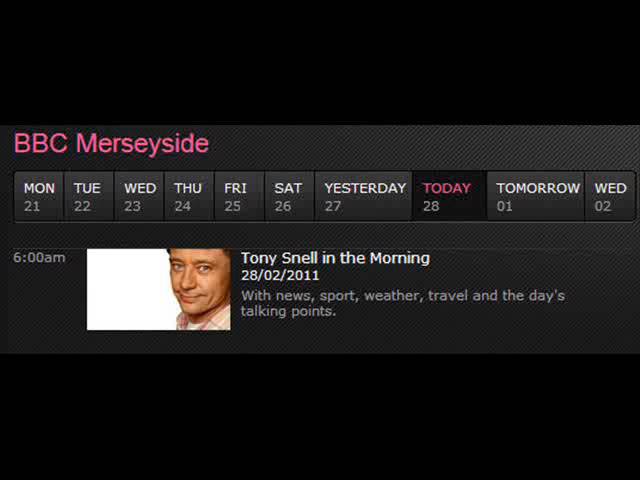 BBC Merseyside
MON TUE WED THU FRI SAT YESTERDAY TODAY TOMORROW WED
21 22 23 24 25 26 27 28 01 02
6:00am Tony Snell in the Morning
28/02/2011
With news, sport, weather, travel and the day's
talking points.